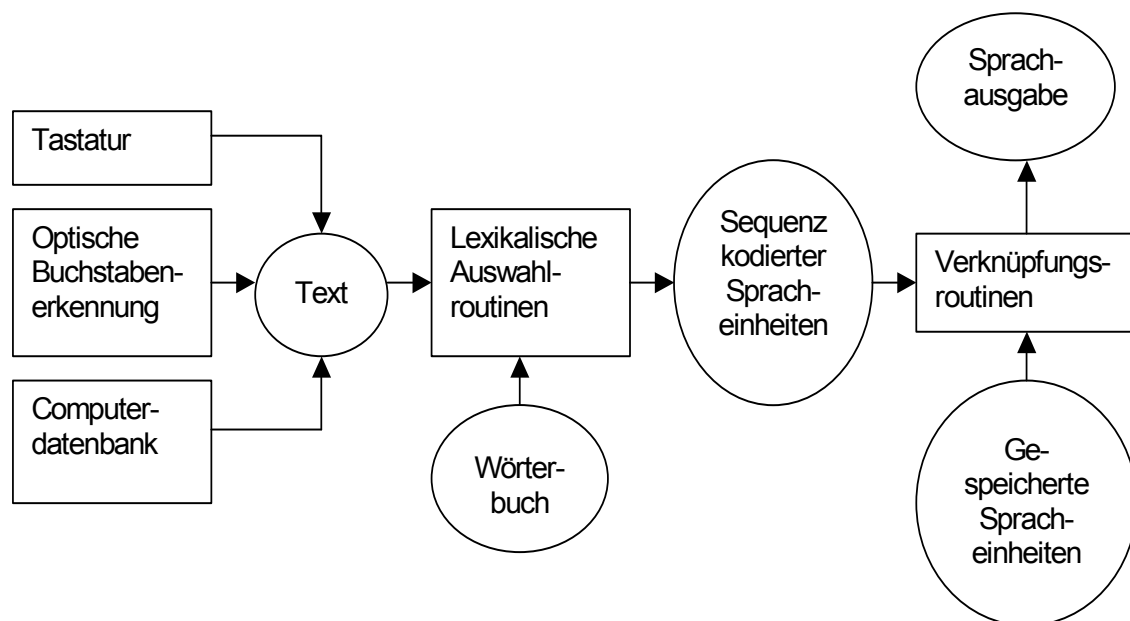 Tastatur
Optische
Buchstaben-
erkennung
Computer-
datenbank
Text
Lexikalische
Auswahl-
routinen
Wörter-
buch
Sequenz
kodierter
Sprach-
einheiten
Sprach-
ausgabe
Verknüpfungs-
routinen
Ge-
speicherte
Sprach-
einheiten